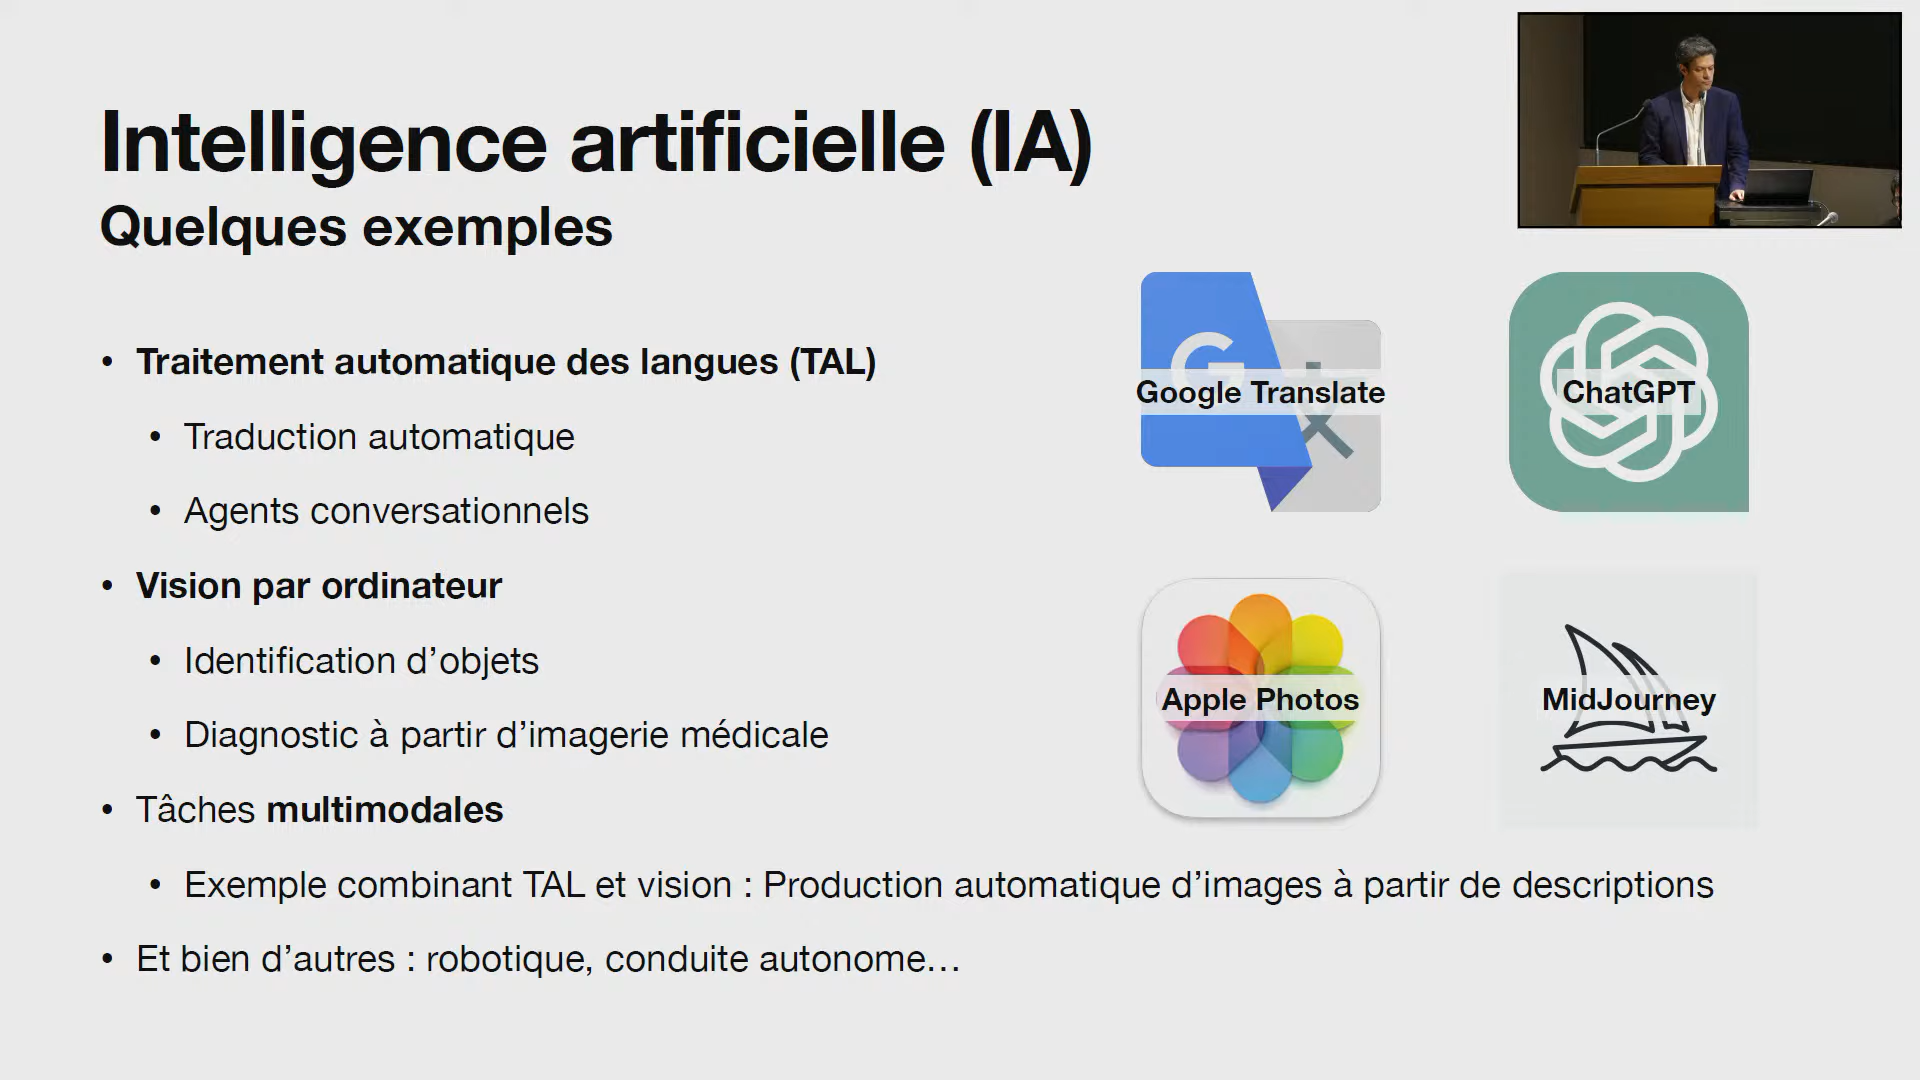 Intelligence artificielle (IA)
Quelques exemples
• Traitement automatique des langues (TAL)
• Traduction automatique
• Agents conversationnels
• Vision par ordinateur
• Identification d’objets
• Diagnostic à partir d’imagerie médicale
• Tâches multimodales
• Exemple combinant TAL et vision : Production automatique d’images à partir de descriptions
• Et bien d’autres : robotique, conduite autonome…
G
Google Translate
ChatGPT
Apple Photos
MidJourney